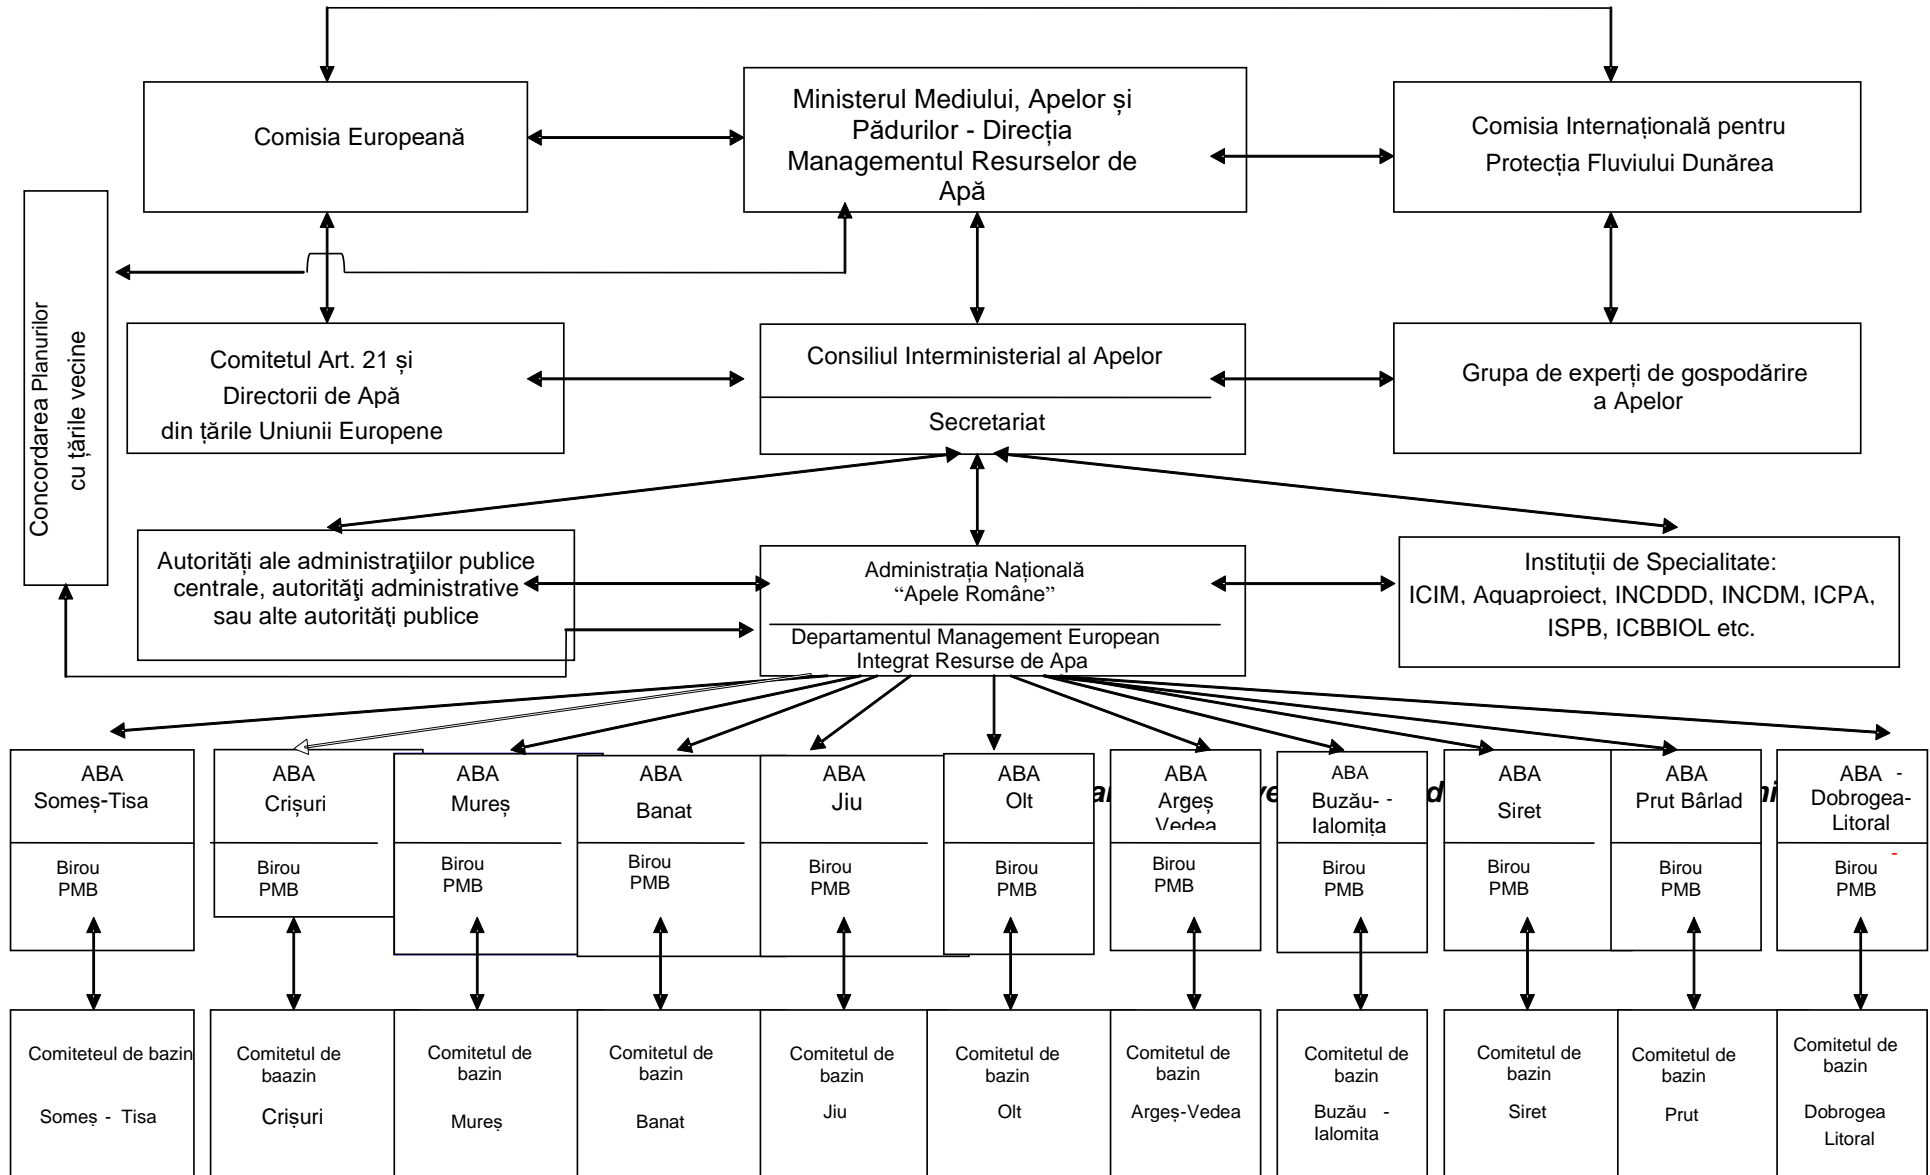 Comisia Europeană
Ministerul Mediului, Apelor și
Pădurilor - Direcția
Managementul Resurselor de
Apă
Comisia Internațională pentru
Protecția Fluviului Dunărea
Concordarea Planurilor
cu țările vecine
Comitetul Art. 21 și
Directorii de Apă
din țările Uniunii Europene
Consiliul Interministerial al Apelor
Secretariat
Grupa de experți de gospodărire
a Apelor
Autorități ale administraţiilor publice
centrale, autorităţi administrative
sau alte autorităţi publice
Administrația Națională
“Apele Române”
Departamentul Management European
Integrat Resurse de Apa
Instituții de Specialitate:
ICIM, Aquaproiect, INCDDD, INCDM, ICPA,
ISPB, ICBBIOL etc.
ABA
Someș-Tisa
Birou
PMB
ABA
Crișuri
Birou
PMB
ABA
Mureș
Birou
PMB
ABA
Banat
Birou
PMB
ABA
Jiu
Birou
PMB
ABA
Olt
Birou
PMB
ABA
Argeș
Vedea
Birou
PMB
ABA
Buzău- -
Ialomița
Birou
PMB
ABA
Siret
Birou
PMB
ABA
Prut Bârlad
Birou
PMB
ABA -
Dobrogea-
Litoral
Birou -
PMB
Comiteteul de bazin
Someș - Tisa
Comitetul de
baazin
Crișuri
Comitetul de
bazin
Mureș
Comitetul de
bazin
Banat
Comitetul de
bazin
Jiu
Comitetul de
bazin
Olt
Comitetul de
bazin
Argeș-Vedea
Comitetul de
bazin
Buzău -
Ialomita
Comitetul de
bazin
Siret
Comitetul de
bazin
Prut
Comitetul de
bazin
Dobrogea
Litoral